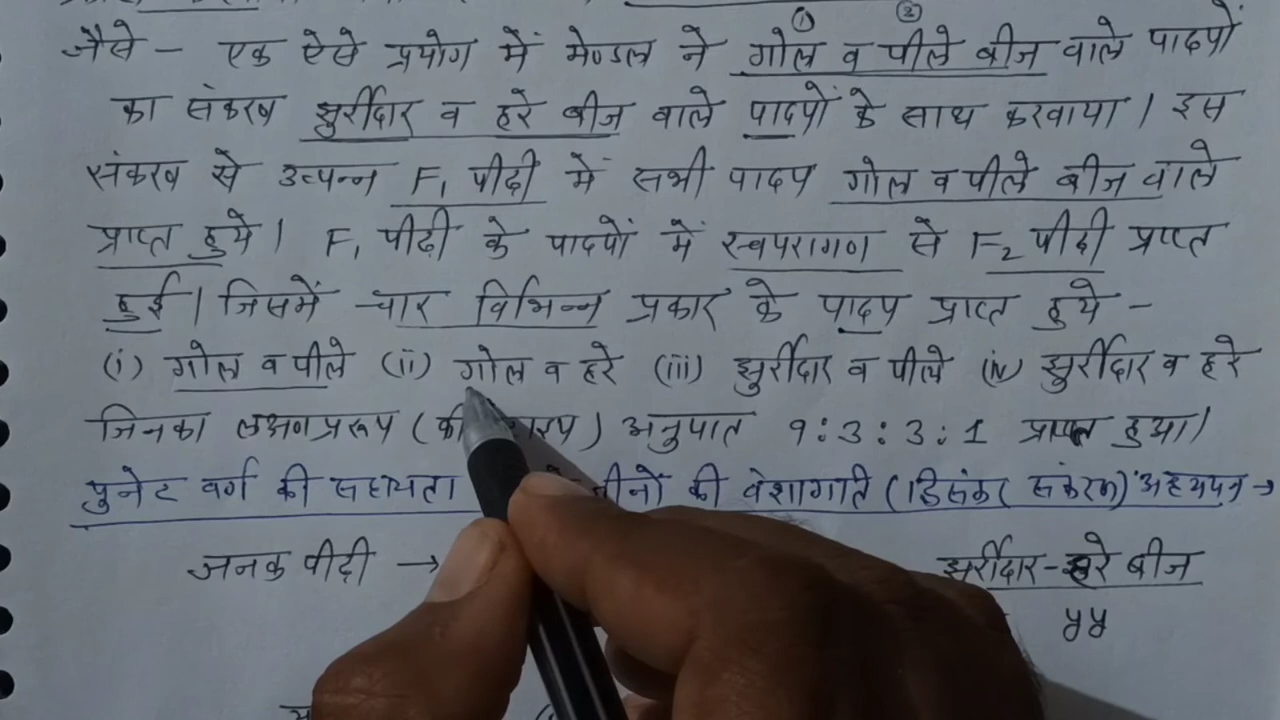 ① ②
जैसे - एक ऐसे प्रयोग में मेण्डल ने गोल व पीले बीज वाले पादपों
का संकरण झुर्रीदार व हरे बीज वाले पादपों के साथ करवाया। इस
संकरण से उत्पन्न F₁ पीढ़ी में सभी पादप गोल व पीले बीज वाले
प्राप्त हुये। F₁ पीढ़ी के पादपों में स्वपरागण से F₂ पीढ़ी प्राप्त
हुई। जिसमें चार विभिन्न प्रकार के पादप प्राप्त हुये -
(i) गोल व पीले (ii) गोल व हरे (iii) झुर्रीदार व पीले (iv) झुर्रीदार व हरे
जिनका लक्षणप्ररूप ( ) अनुपात 9:3:3:1 प्राप्त हुआ।
पुनेट वर्ग की सहायता जीनों की वंशागति (डिसंकर संकरण) अध्ययन →
जनक पीढ़ी → झुर्रीदार-हरे बीज
yy